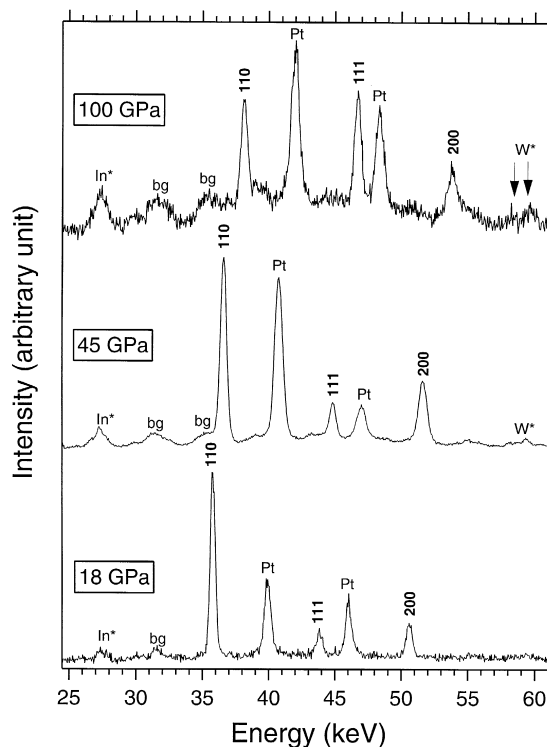 Pt
110
111
Pt
100 GPa
200
W*
In*
bg
bg
110
Pt
45 GPa
200
111
Pt
In*
bg
bg
W*
110
Pt
Pt
18 GPa
111
200
In*
bg
25 30 35 40 45 50 55 60
Energy (keV)
Intensity (arbitrary unit)